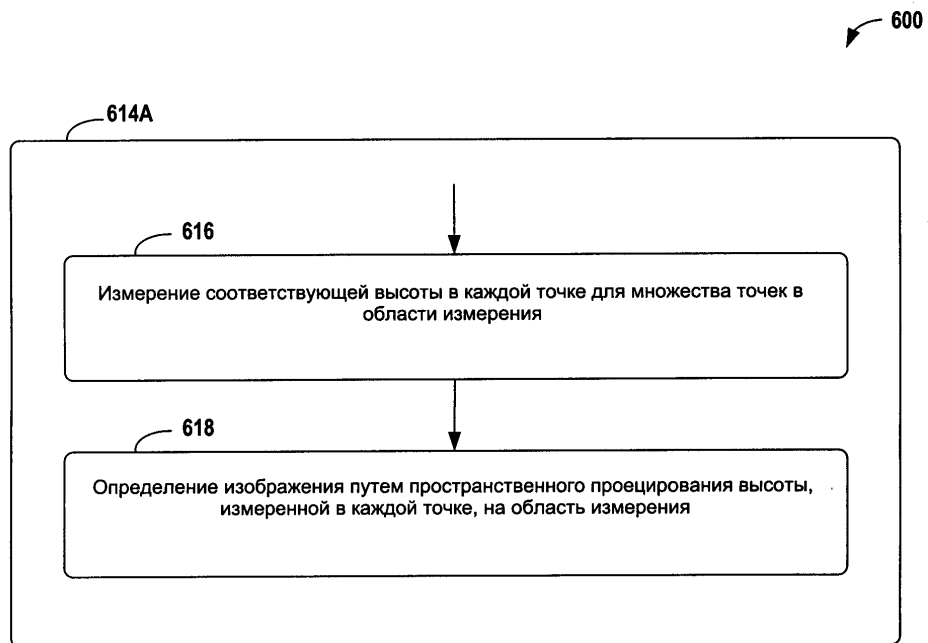 600
614A
616
Измерение соответствующей высоты в каждой точке для множества точек в
области измерения
618
Определение изображения путем пространственного проецирования высоты,
измеренной в каждой точке, на область измерения